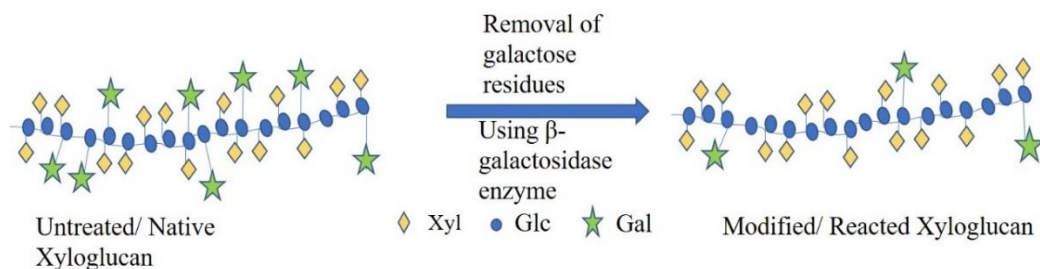 Removal of
galactose
residues
Using β-
galactosidase
enzyme
Untreated/ Native
Xyloglucan
Xyl Glc Gal
Modified/ Reacted Xyloglucan